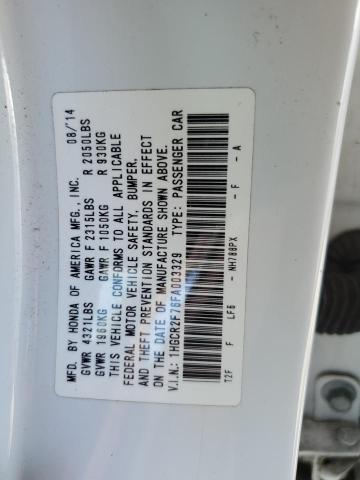 MFD. BY HONDA OF AMERICA MFG., INC. 08/'14
GVWR 4321LBS GAWR F 2315LBS R 2050LBS
GVWR 1960KG GAWR F 1050KG R 930KG
THIS VEHICLE CONFORMS TO ALL APPLICABLE
FEDERAL MOTOR VEHICLE SAFETY, BUMPER,
AND THEFT PREVENTION STANDARDS IN EFFECT
ON THE DATE OF MANUFACTURE SHOWN ABOVE.
V.I.N.: 1HGCR2F76FA003329 TYPE: PASSENGER CAR
T2F F LF6 - NH788PX - F - A